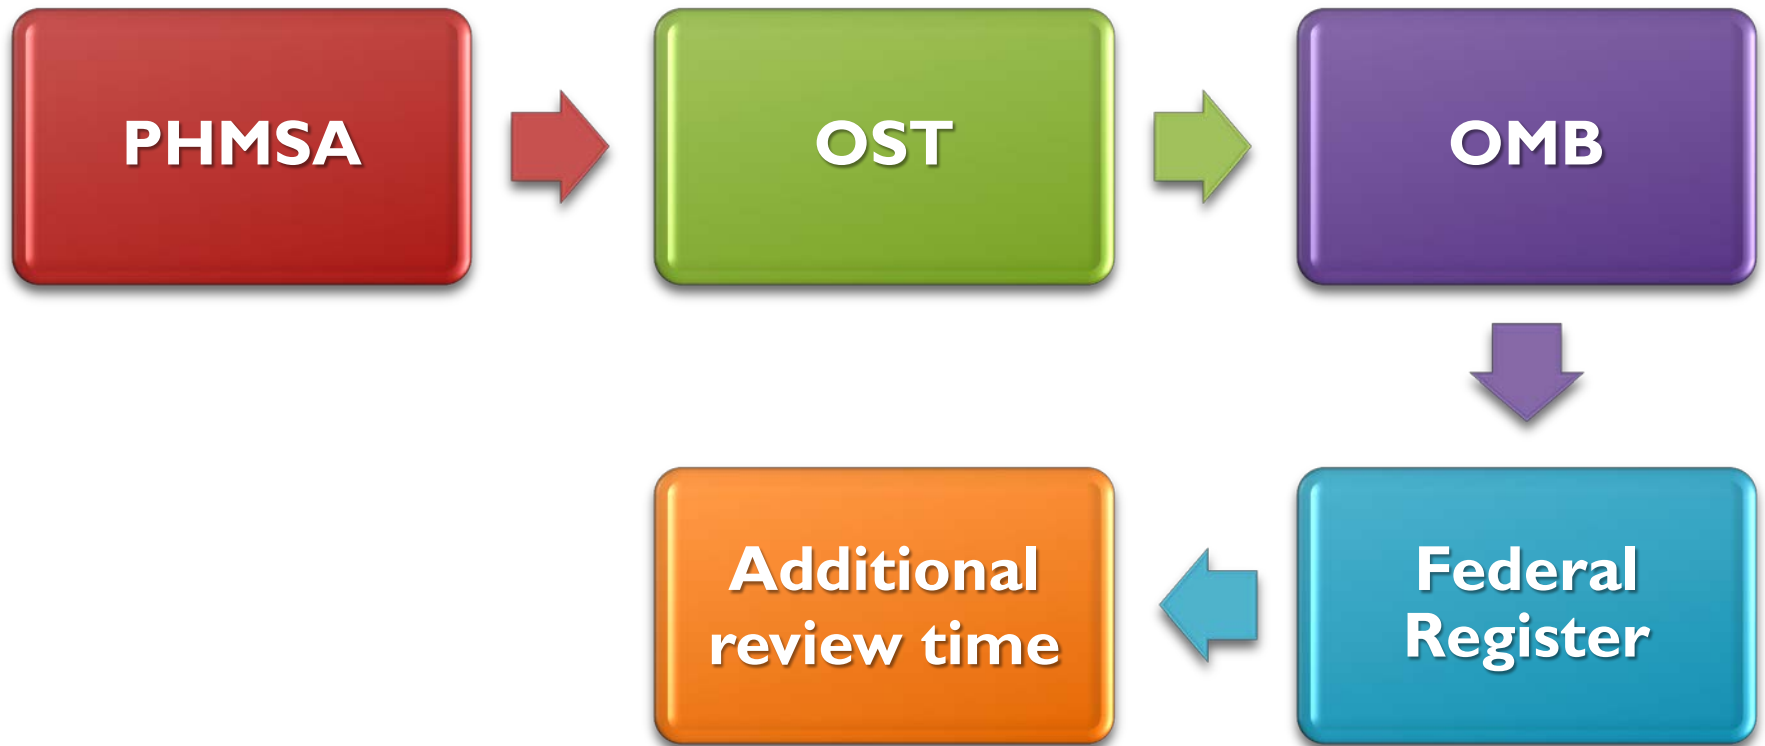 PHMSA
OST
OMB
Federal
Register
Additional
review time